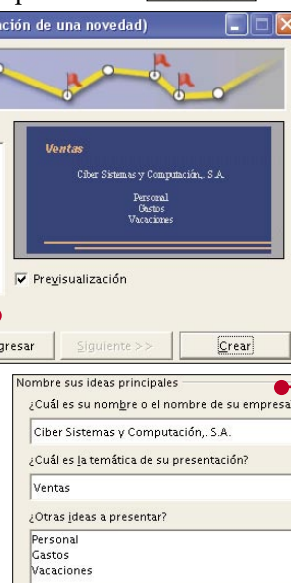 ción de una novedad)
Ventas
Ciber Sistemas y Computación,. S.A.
Personal
Gastos
Vacaciones
Previsualización
gresar
Siguiente >>
Crear
Nombre sus ideas principales
¿Cuál es su nombre o el nombre de su empresa
Ciber Sistemas y Computación,. S.A.
¿Cuál es la temática de su presentación?
Ventas
¿Otras ideas a presentar?
Personal
Gastos
Vacaciones